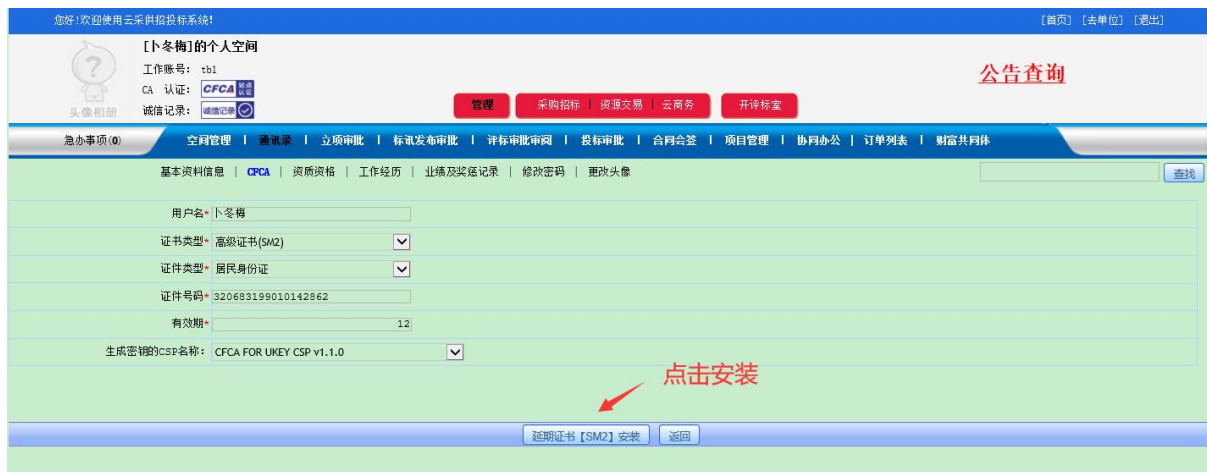 您好!欢迎使用云采供招投标系统! [首页] [去单位] [退出]
[卜冬梅]的个人空间
工作账号: tb1
CA 认证: CFCA 站点认证
诚信记录: 诚信记录
头像相册
公告查询
管理 采购招标 | 资源交易 | 云商务 开评标室
急办事项(0) 空间管理 | 通讯录 | 立项审批 | 标讯发布审批 | 评标审批审阅 | 投标审批 | 合同会签 | 项目管理 | 协同办公 | 订单列表 | 财富共同体
基本资料信息 | CFCA | 资质资格 | 工作经历 | 业绩及奖惩记录 | 修改密码 | 更改头像 查找
用户名* 卜冬梅
证书类型* 高级证书(SM2)
证件类型* 居民身份证
证件号码* 320683199010142862
有效期* 12
生成密钥的CSP名称: CFCA FOR UKEY CSP v1.1.0
点击安装
延期证书【SM2】安装 返回